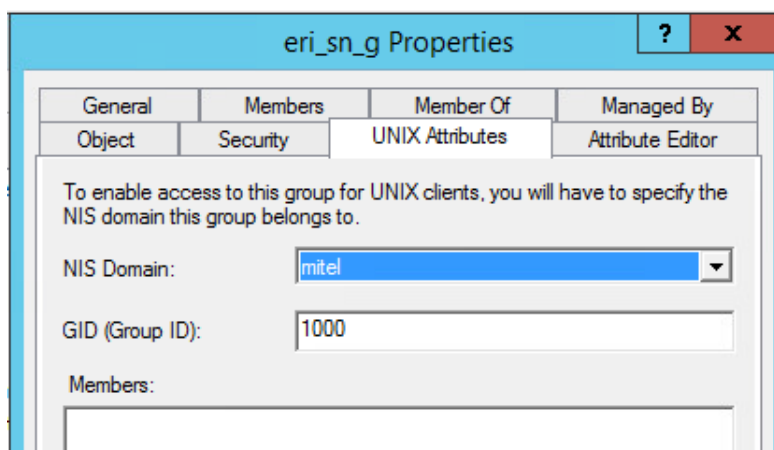 eri_sn_g Properties
?
x
General
Members
Member Of
Managed By
Object
Security
UNIX Attributes
Attribute Editor
To enable access to this group for UNIX clients, you will have to specify the
NIS domain this group belongs to.
NIS Domain:
mitel
GID (Group ID):
1000
Members: